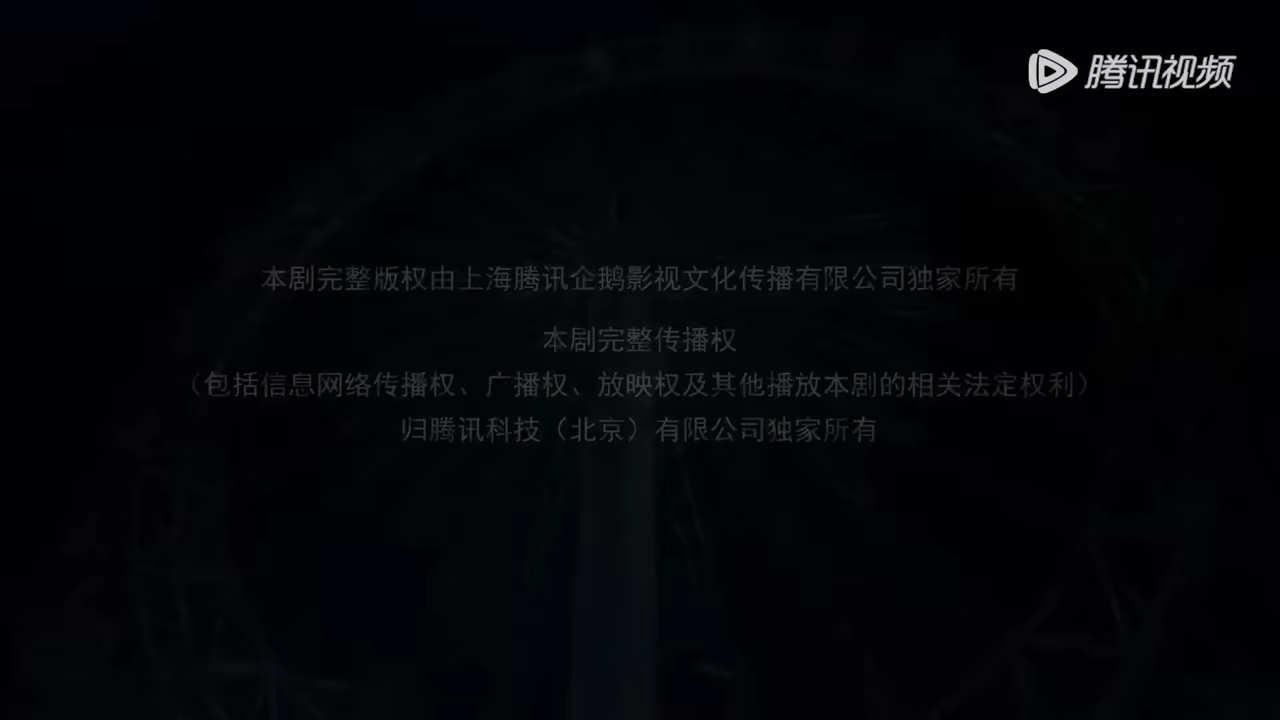 腾讯视频
本剧完整版权由上海腾讯企鹅影视文化传播有限公司独家所有
本剧完整传播权
（包括信息网络传播权、广播权、放映权及其他播放本剧的相关法定权利）
归腾讯科技（北京）有限公司独家所有